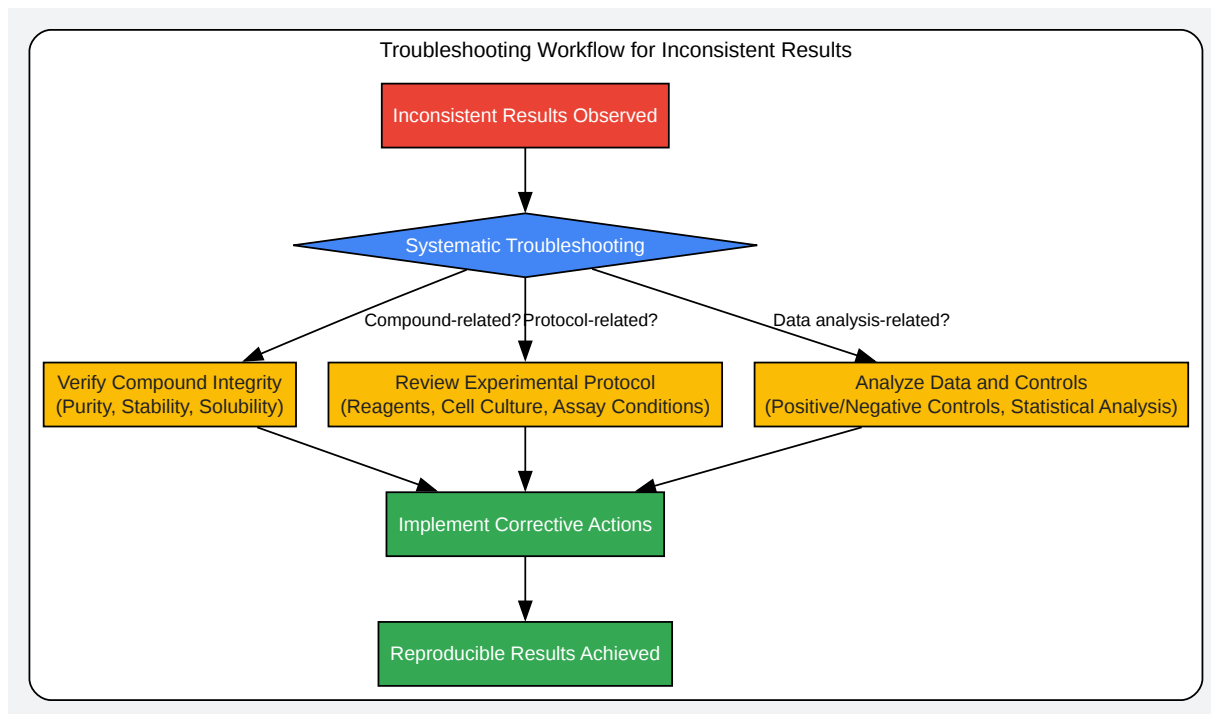 Troubleshooting Workflow for Inconsistent Results
Inconsistent Results Observed
Systematic Troubleshooting
Compound-related?
Protocol-related?
Data analysis-related?
Verify Compound Integrity
(Purity, Stability, Solubility)
Review Experimental Protocol
(Reagents, Cell Culture, Assay Conditions)
Analyze Data and Controls
(Positive/Negative Controls, Statistical Analysis)
Implement Corrective Actions
Reproducible Results Achieved